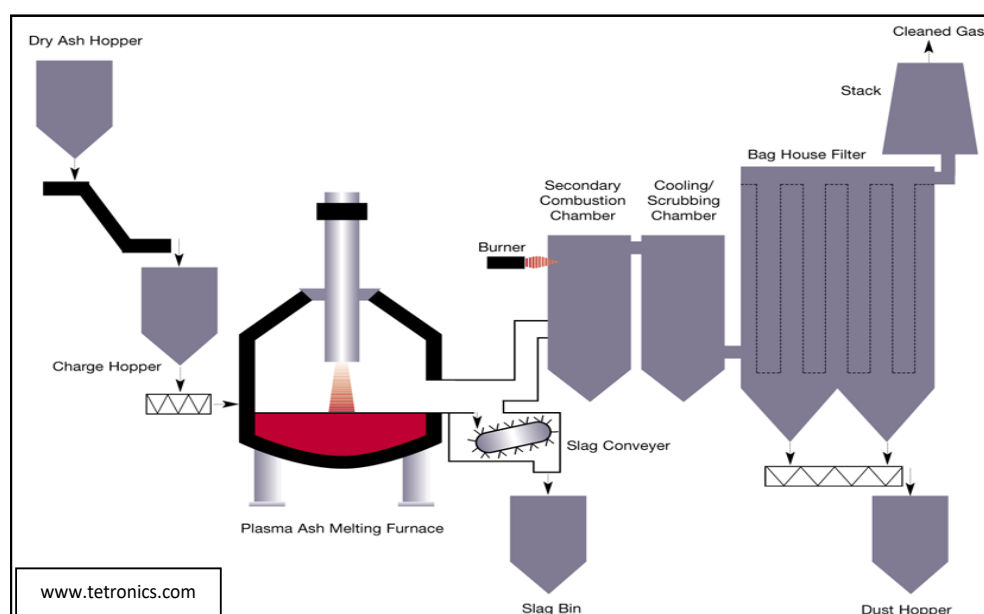 Dry Ash Hopper
Cleaned Gas
Stack
Bag House Filter
Secondary
Combustion
Chamber
Cooling/
Scrubbing
Chamber
Burner
Charge Hopper
Slag Conveyer
Plasma Ash Melting Furnace
www.tetronics.com
Slag Bin
Dust Hopper